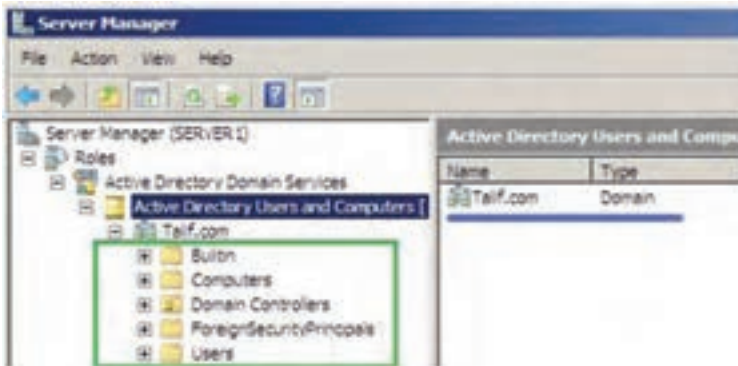 Server Manager
File Action View Help
Server Manager (SERVER1)
Roles
Active Directory Domain Services
Active Directory Users and Computers [
Talif.com
Builtin
Computers
Domain Controllers
ForeignSecurityPrincipals
Users
Active Directory Users and Compu
Name Type
Talif.com Domain